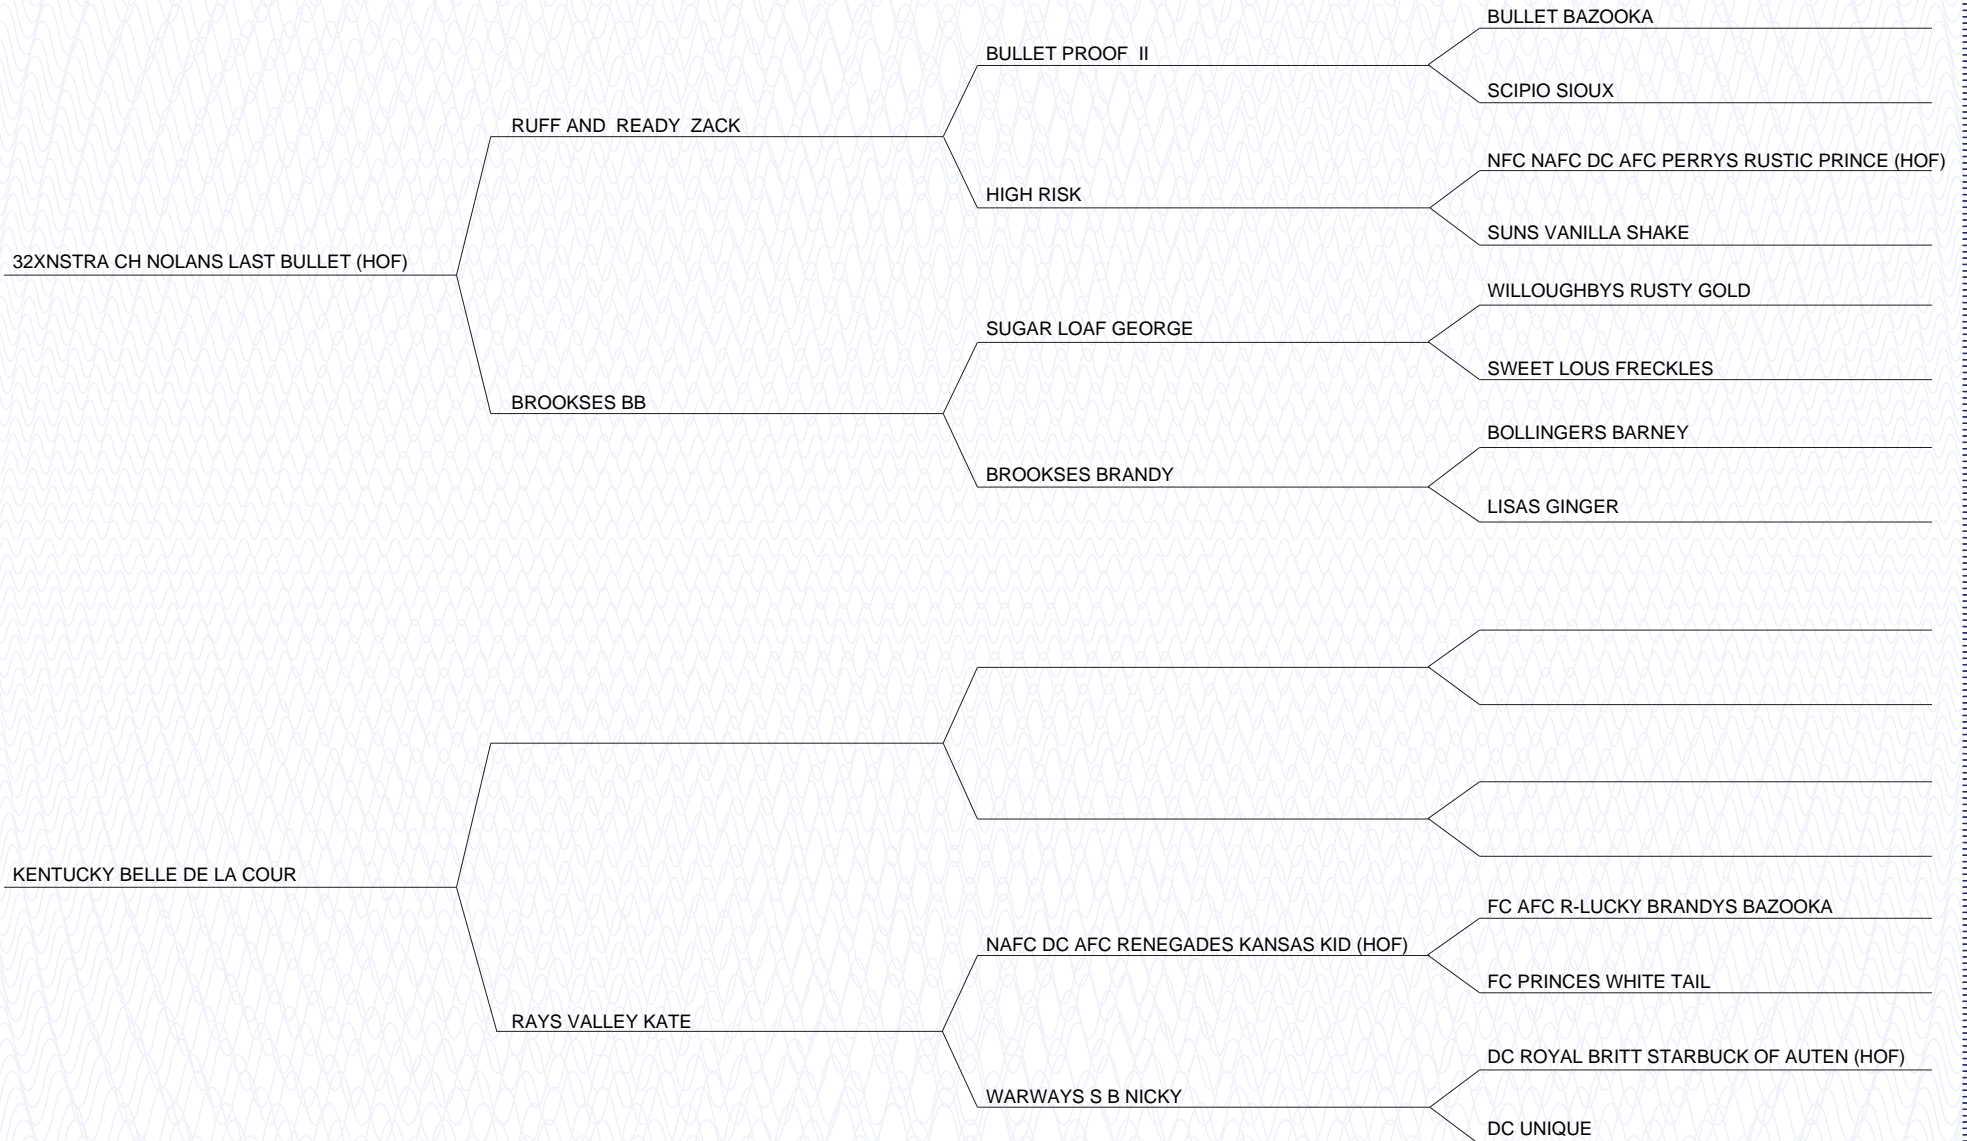 BULLET BAZOOKA
BULLET PROOF  II
SCIPIO SIOUX
RUFF AND  READY  ZACK
NFC NAFC DC AFC PERRYS RUSTIC PRINCE (HOF)
HIGH RISK
SUNS VANILLA SHAKE
32XNSTRA CH NOLANS LAST BULLET (HOF)
WILLOUGHBYS RUSTY GOLD
SUGAR LOAF GEORGE
SWEET LOUS FRECKLES
BROOKSES BB
BOLLINGERS BARNEY
BROOKSES BRANDY
LISAS GINGER
KENTUCKY BELLE DE LA COUR
FC AFC R-LUCKY BRANDYS BAZOOKA
NAFC DC AFC RENEGADES KANSAS KID (HOF)
FC PRINCES WHITE TAIL
RAYS VALLEY KATE
DC ROYAL BRITT STARBUCK OF AUTEN (HOF)
WARWAYS S B NICKY
DC UNIQUE